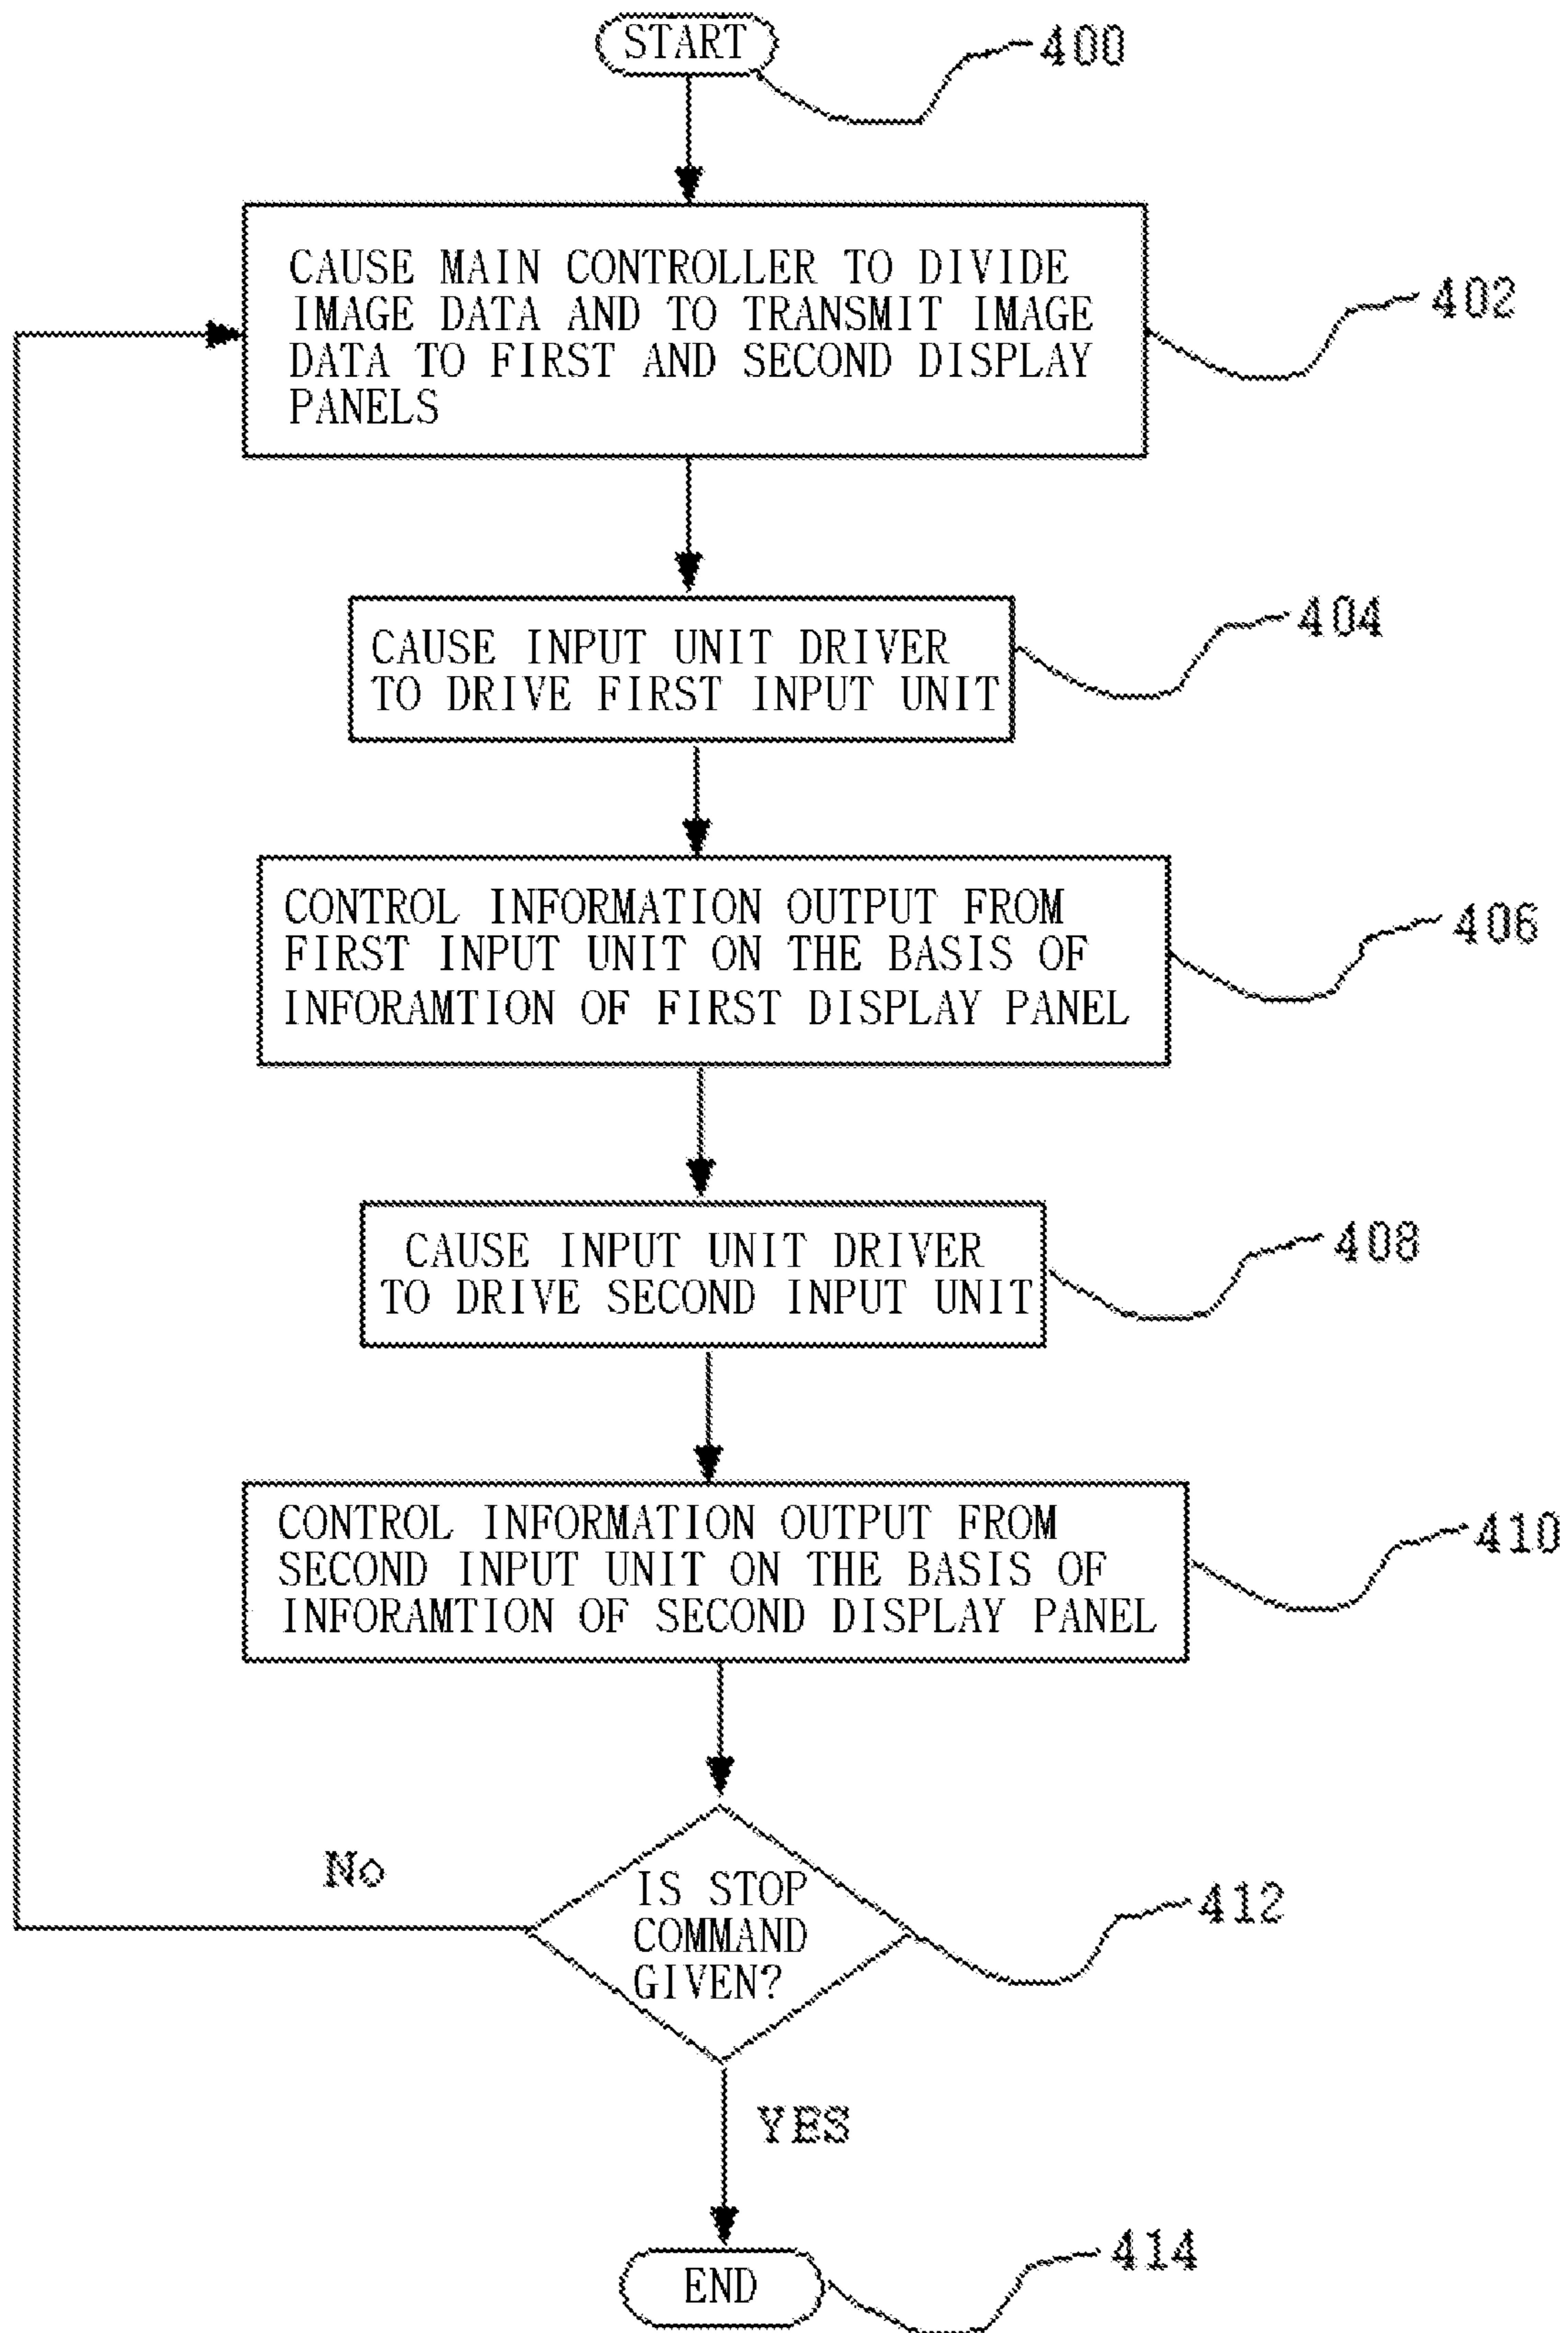 START
400
CAUSE MAIN CONTROLLER TO DIVIDE
IMAGE DATA AND TO TRANSMIT IMAGE
DATA TO FIRST AND SECOND DISPLAY
PANELS
402
CAUSE INPUT UNIT DRIVER
TO DRIVE FIRST INPUT UNIT
404
CONTROL INFORMATION OUTPUT FROM
FIRST INPUT UNIT ON THE BASIS OF
INFORAMTION OF FIRST DISPLAY PANEL
406
CAUSE INPUT UNIT DRIVER
TO DRIVE SECOND INPUT UNIT
408
CONTROL INFORMATION OUTPUT FROM
SECOND INPUT UNIT ON THE BASIS OF
INFORAMTION OF SECOND DISPLAY PANEL
410
No
IS STOP
COMMAND
GIVEN?
412
YES
END
414